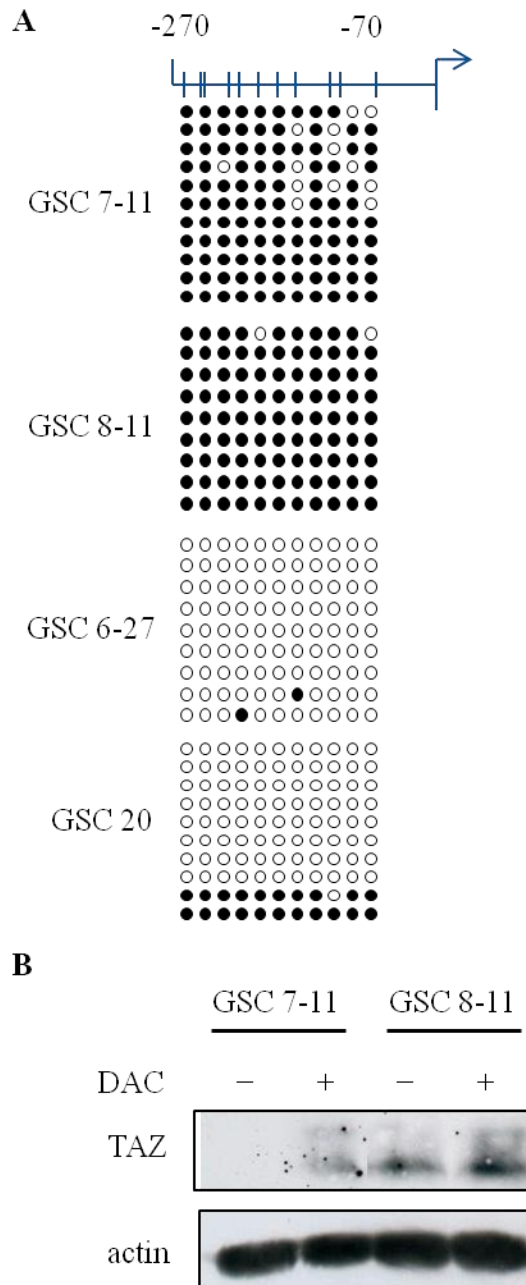 A
-270 -70
GSC 7-11
GSC 8-11
GSC 6-27
GSC 20
B
GSC 7-11 GSC 8-11
DAC − + − +
TAZ
actin